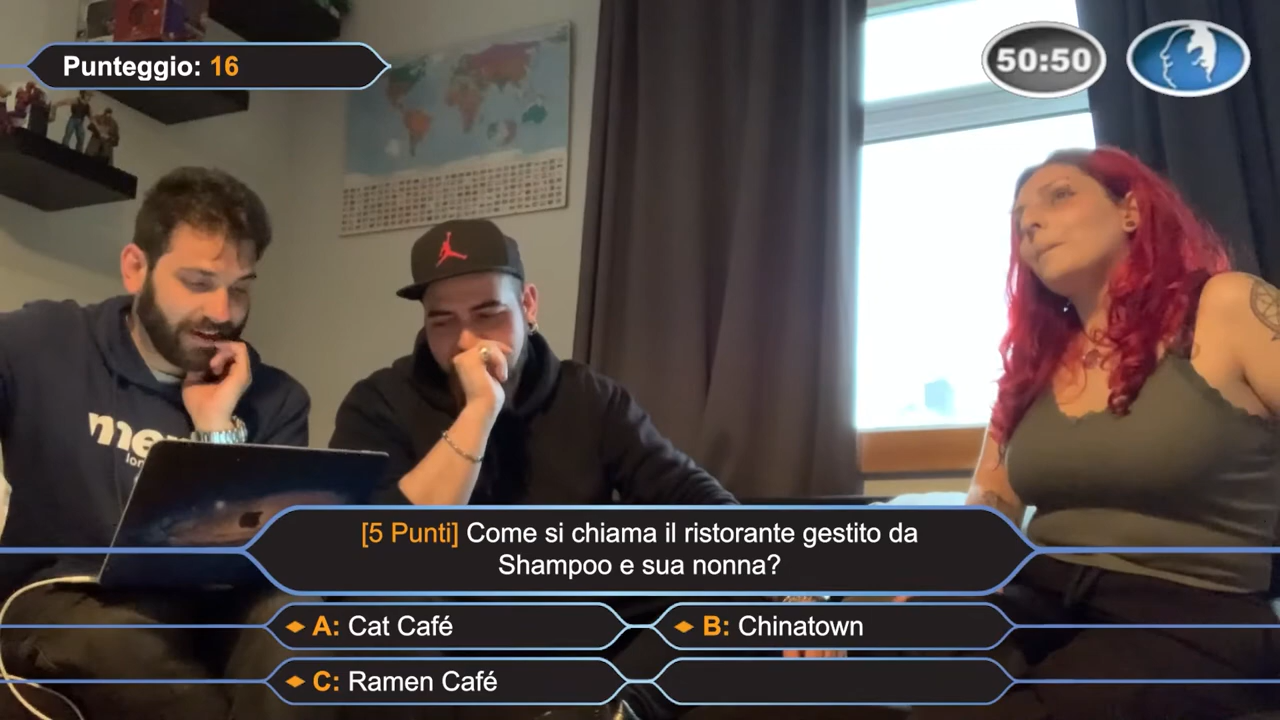 Punteggio: 16
50:50
[5 Punti] Come si chiama il ristorante gestito da
Shampoo e sua nonna?
A: Cat Café
B: Chinatown
C: Ramen Café